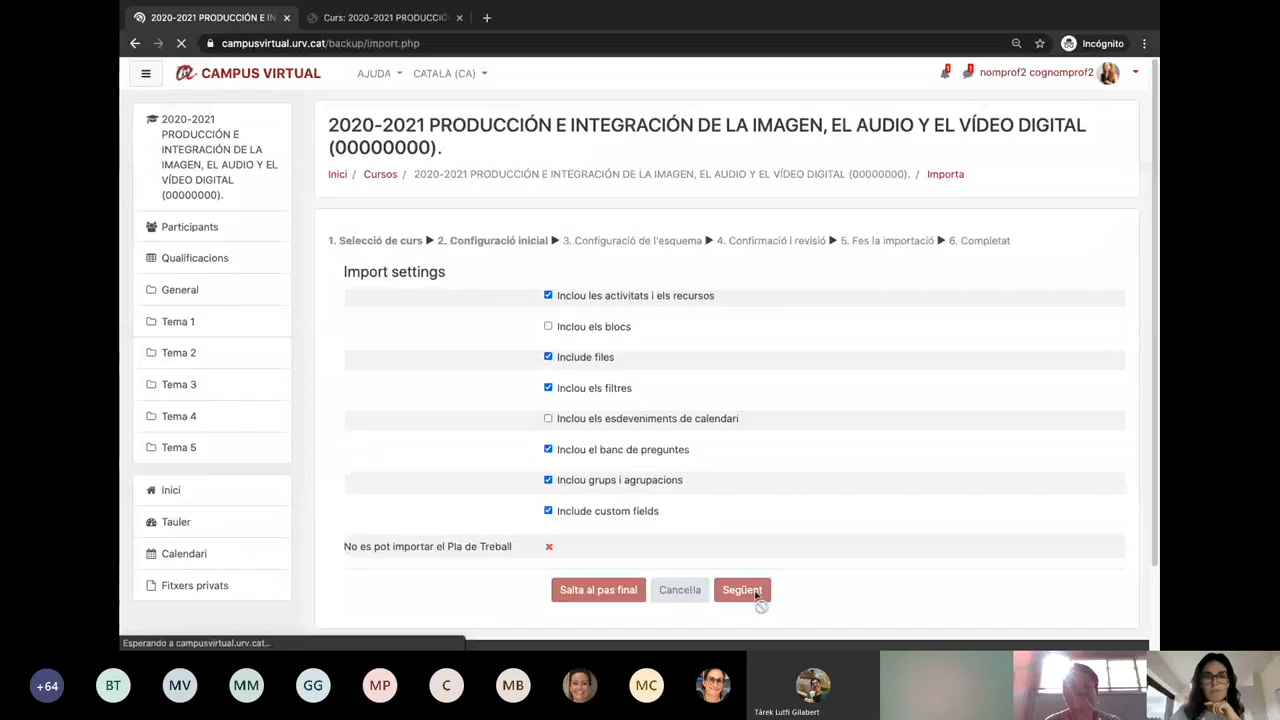 2020-2021 PRODUCCIÓN E IN
Curs: 2020-2021 PRODUCCIÓ
campusvirtual.urv.cat/backup/import.php
Incógnito
CAMPUS VIRTUAL
AJUDA
CATALÀ (CA)
nomprof2 cognomprof2
2020-2021
PRODUCCIÓN E
INTEGRACIÓN DE LA
IMAGEN, EL AUDIO Y EL
VÍDEO DIGITAL
(00000000).
Participants
Qualificacions
General
Tema 1
Tema 2
Tema 3
Tema 4
Tema 5
Inici
Tauler
Calendari
Fitxers privats
2020-2021 PRODUCCIÓN E INTEGRACIÓN DE LA IMAGEN, EL AUDIO Y EL VÍDEO DIGITAL
(00000000).
Inici / Cursos / 2020-2021 PRODUCCIÓN E INTEGRACIÓN DE LA IMAGEN, EL AUDIO Y EL VÍDEO DIGITAL (00000000). / Importa
1. Selecció de curs ► 2. Configuració inicial ► 3. Configuració de l'esquema ► 4. Confirmació i revisió ► 5. Fes la importació ► 6. Completat
Import settings
Inclou les activitats i els recursos
Inclou els blocs
Include files
Inclou els filtres
Inclou els esdeveniments de calendari
Inclou el banc de preguntes
Inclou grups i agrupacions
Include custom fields
No es pot importar el Pla de Treball
Salta al pas final
Cancel·la
Següent
Esperando a campusvirtual.urv.cat...
+64
BT
MV
MM
GG
MP
C
MB
MC
Tárek Lutfi Gilabert